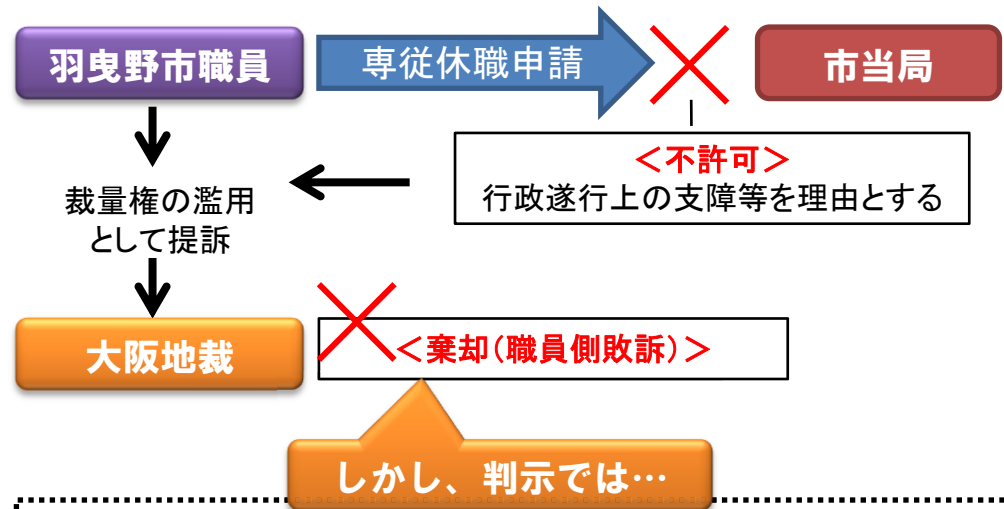 羽曳野市職員
専従休職申請
市当局
＜不許可＞
行政遂行上の支障等を理由とする
裁量権の濫用
として提訴
大阪地裁
＜棄却（職員側敗訴）＞
しかし、判示では…